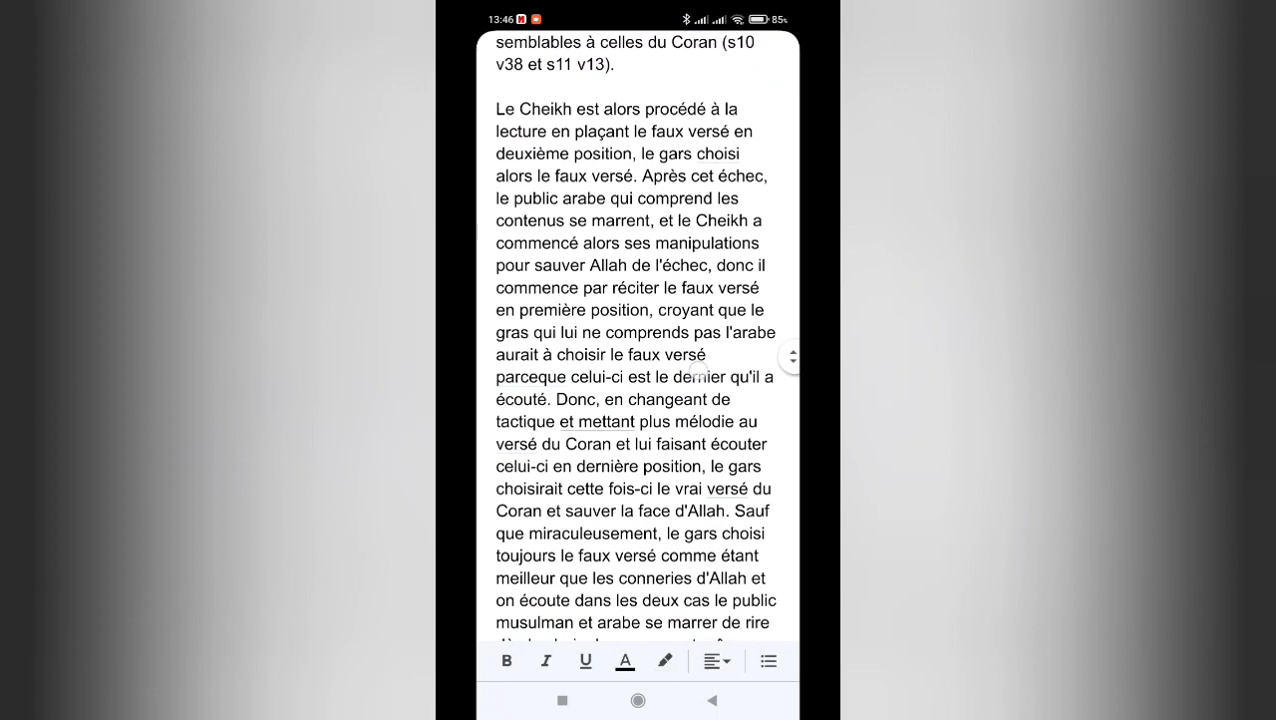 13:46
85%
semblables à celles du Coran (s10
v38 et s11 v13).
Le Cheikh est alors procédé à la
lecture en plaçant le faux versé en
deuxième position, le gars choisi
alors le faux versé. Après cet échec,
le public arabe qui comprend les
contenus se marrent, et le Cheikh a
commencé alors ses manipulations
pour sauver Allah de l'échec, donc il
commence par réciter le faux versé
en première position, croyant que le
gras qui lui ne comprends pas l'arabe
aurait à choisir le faux versé
parceque celui-ci est le dernier qu'il a
écouté. Donc, en changeant de
tactique et mettant plus mélodie au
versé du Coran et lui faisant écouter
celui-ci en dernière position, le gars
choisirait cette fois-ci le vrai versé du
Coran et sauver la face d'Allah. Sauf
que miraculeusement, le gars choisi
toujours le faux versé comme étant
meilleur que les conneries d'Allah et
on écoute dans les deux cas le public
musulman et arabe se marrer de rire
B I U A